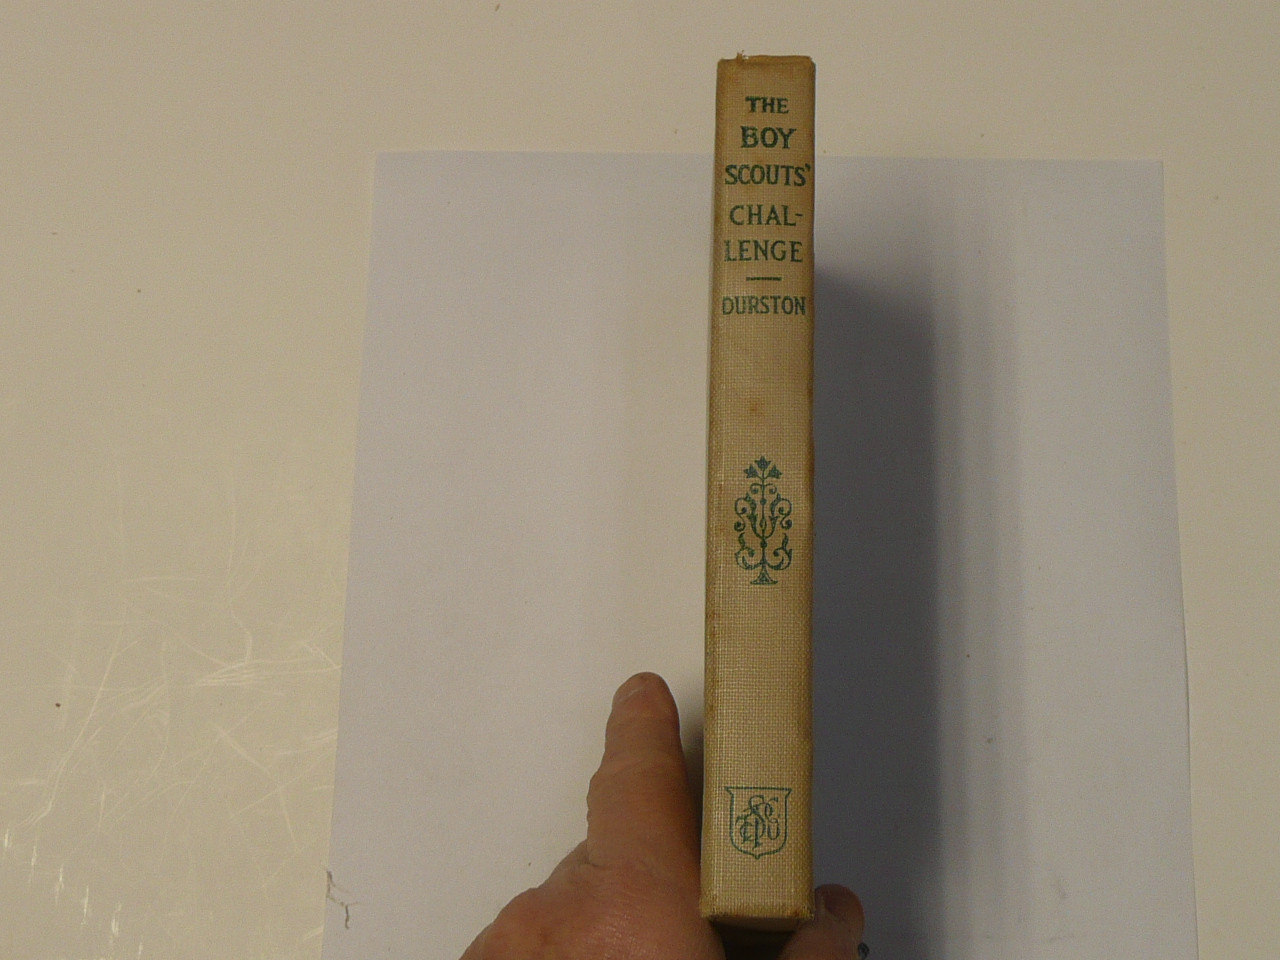 THE
BOY
SCOUTS'
CHAL-
LENGE
DURSTON